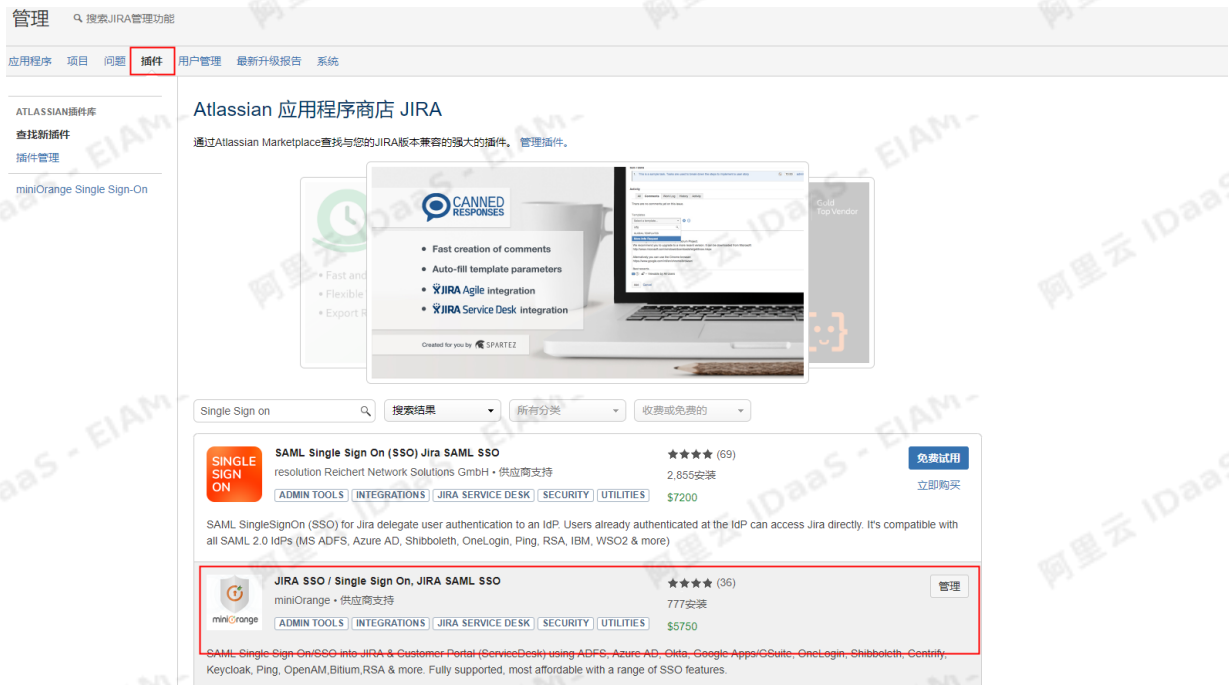 管理
搜索JIRA管理功能
应用程序 项目 问题 插件 用户管理 最新升级报告 系统
ATLASSIAN插件库
查找新插件
插件管理
miniOrange Single Sign-On
Atlassian 应用程序商店 JIRA
通过Atlassian Marketplace查找与您的JIRA版本兼容的强大的插件。 管理插件。
CANNED
RESPONSES
• Fast creation of comments
• Auto-fill template parameters
• JIRA Agile integration
• JIRA Service Desk integration
Created for you by SPARTEZ
• Fast and
• Flexible
• Export R
Gold
Top Vendor
Single Sign on 搜索结果 所有分类 收费或免费的
SINGLE
SIGN
ON
SAML Single Sign On (SSO) Jira SAML SSO
resolution Reichert Network Solutions GmbH • 供应商支持
ADMIN TOOLS INTEGRATIONS JIRA SERVICE DESK SECURITY UTILITIES
(69)
2,855安装
$7200
免费试用
立即购买
SAML SingleSignOn (SSO) for Jira delegate user authentication to an IdP. Users already authenticated at the IdP can access Jira directly. It's compatible with
all SAML 2.0 IdPs (MS ADFS, Azure AD, Shibboleth, OneLogin, Ping, RSA, IBM, WSO2 & more)
miniOrange
JIRA SSO / Single Sign On, JIRA SAML SSO
miniOrange • 供应商支持
ADMIN TOOLS INTEGRATIONS JIRA SERVICE DESK SECURITY UTILITIES
(36)
777安装
$5750
管理
SAML Single Sign On/SSO into JIRA & Customer Portal (ServiceDesk) using ADFS, Azure AD, Okta, Google Apps/GSuite, OneLogin, Shibboleth, Centrify,
Keycloak, Ping, OpenAM,Bitium,RSA & more. Fully supported, most affordable with a range of SSO features.
阿里云 IDaaS - EIAM-